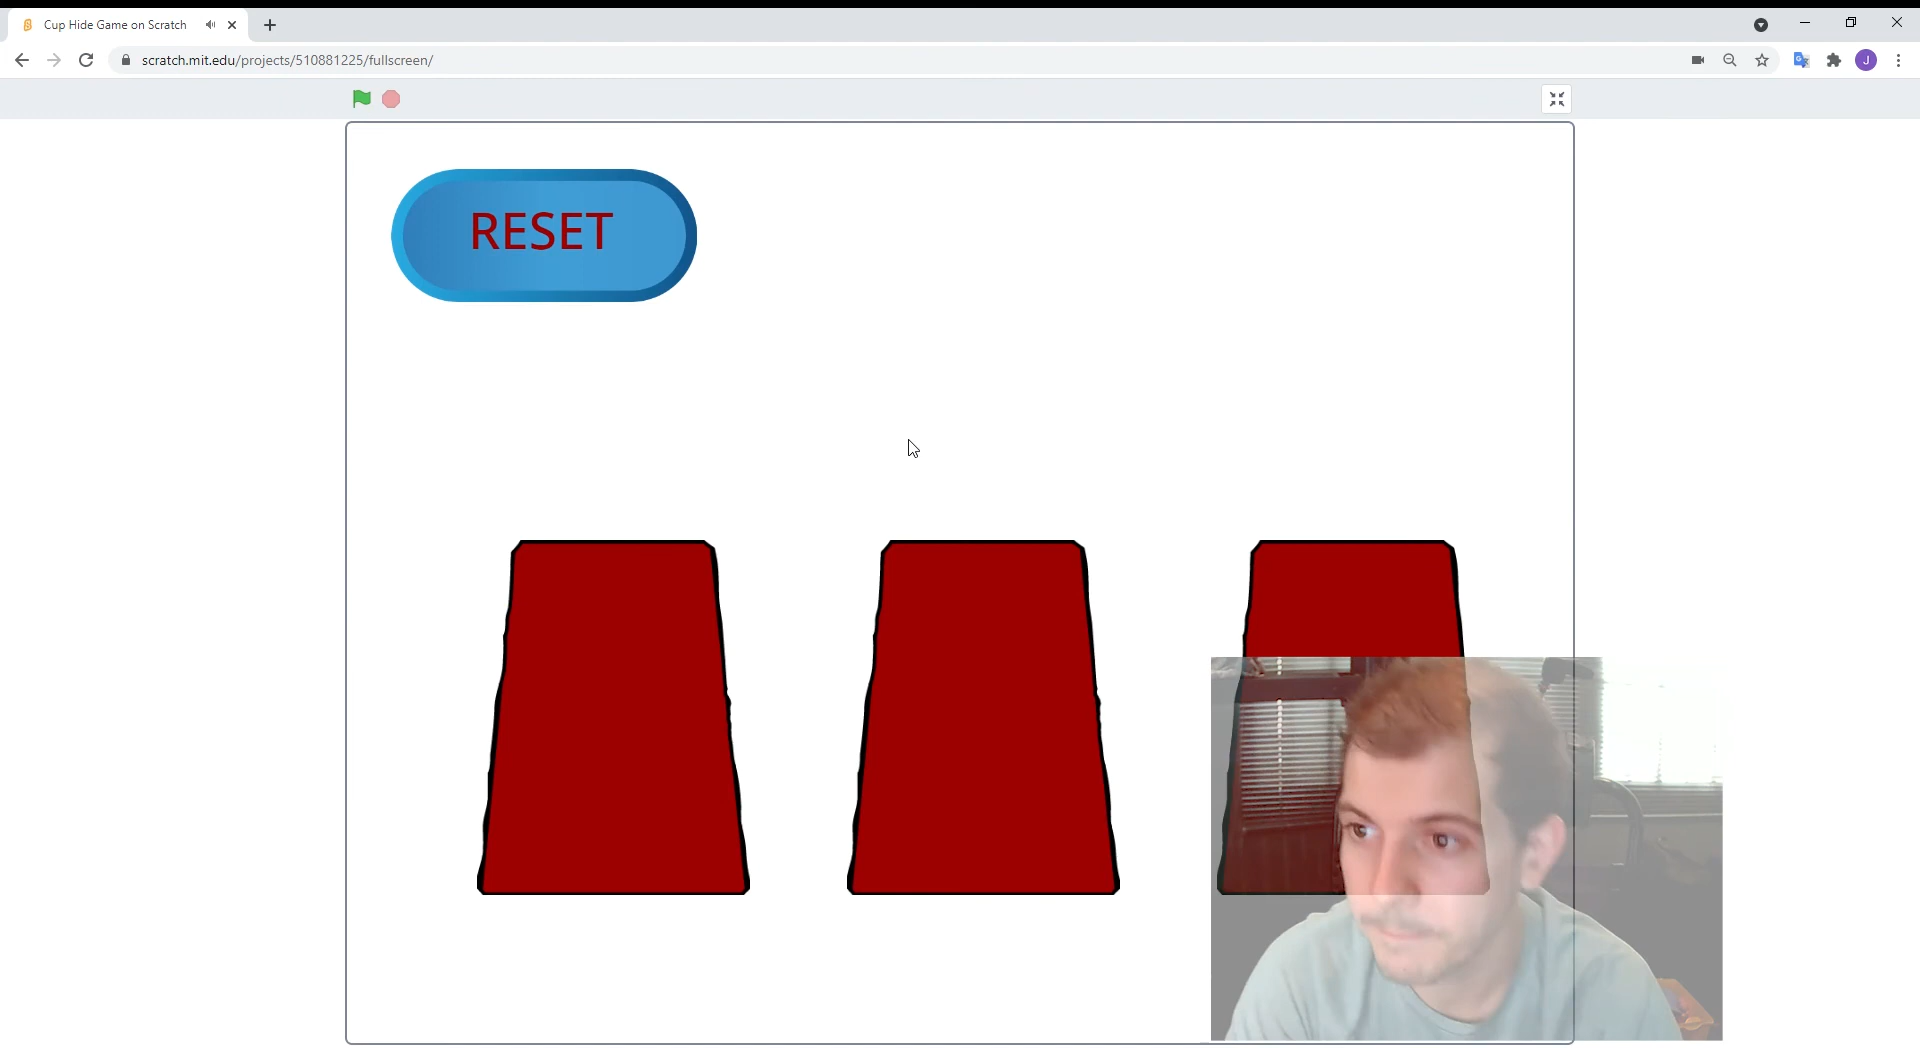 Cup Hide Game on Scratch
scratch.mit.edu/projects/510881225/fullscreen/
J
RESET